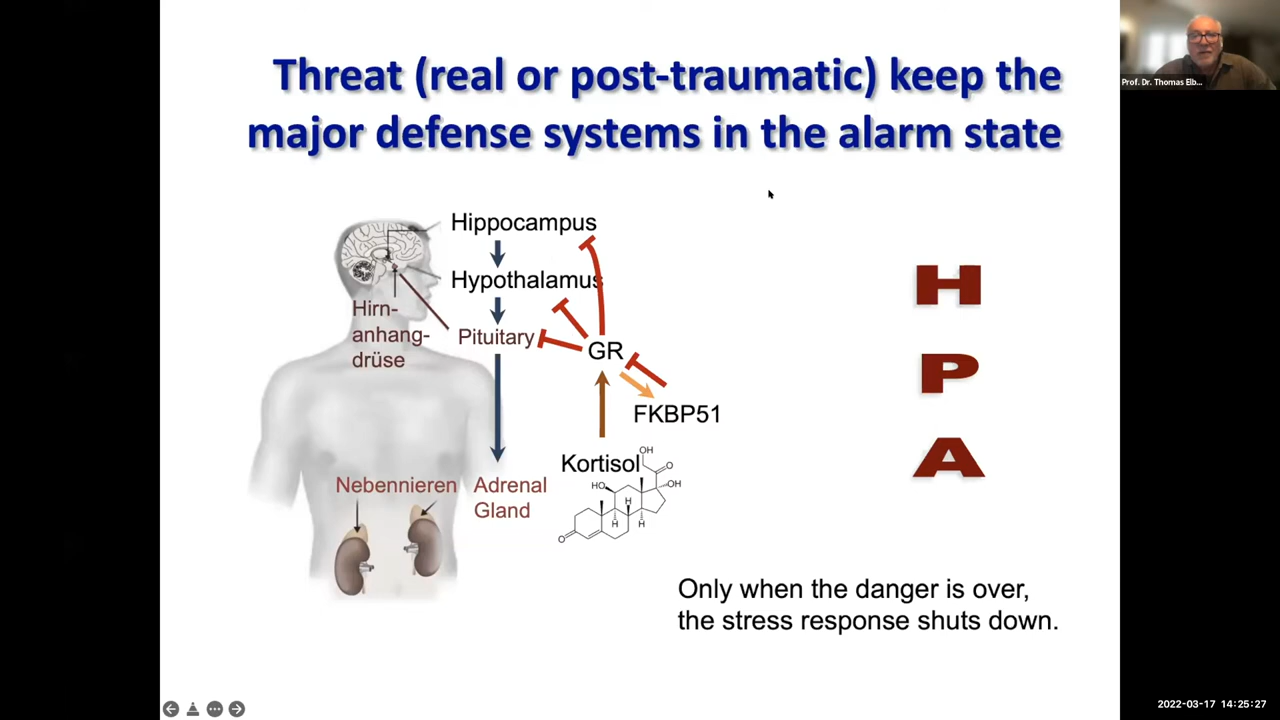 Threat (real or post-traumatic) keep the
major defense systems in the alarm state
Prof. Dr. Thomas Elb...
Hippocampus
Hypothalamus
Hirn-
anhang-
drüse
Pituitary
GR
FKBP51
Kortisol
Nebennieren
Adrenal
Gland
OH
O
HO
OH
H
H
H
O
H
P
A
Only when the danger is over,
the stress response shuts down.
2022-03-17 14:25:27